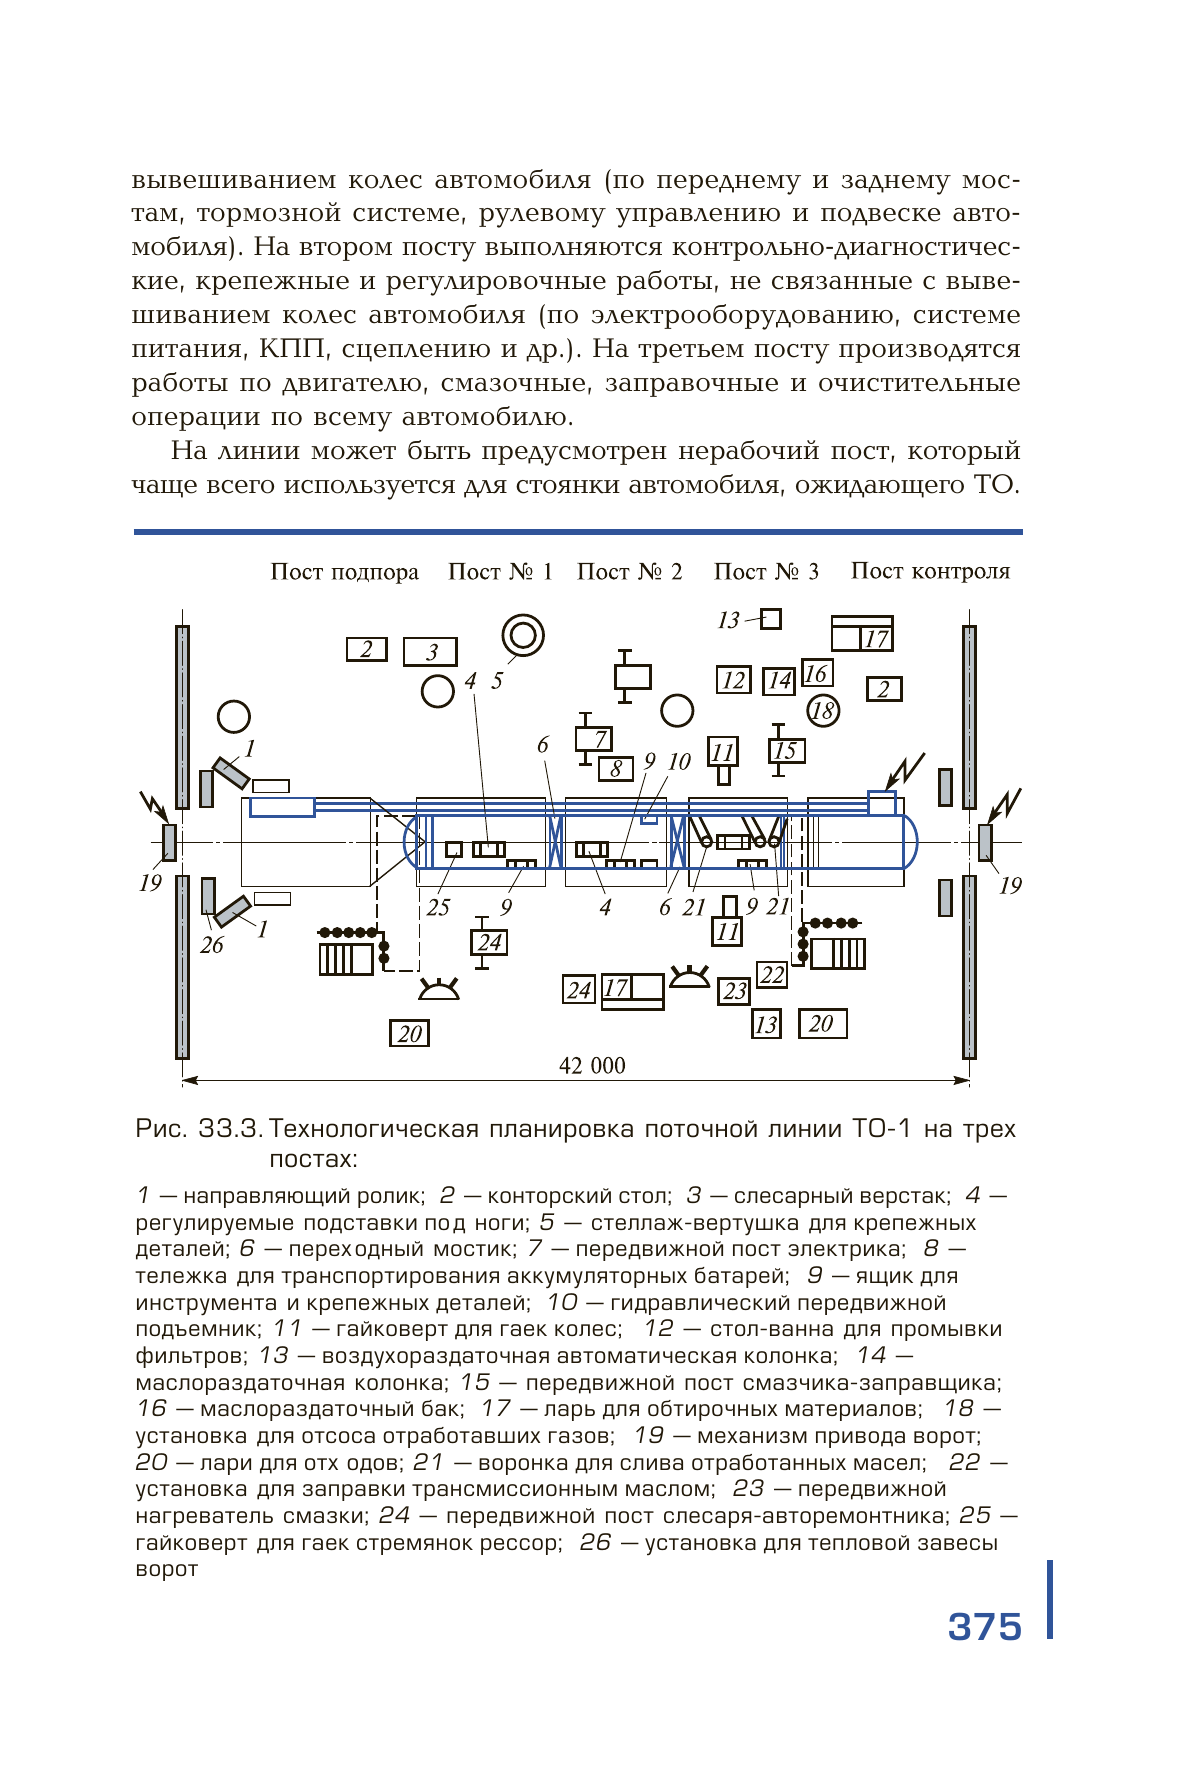 вывешиванием колес автомобиля (по переднему и заднему мос-
там, тормозной системе, рулевому управлению и подвеске авто-
мобиля). На втором посту выполняются контрольно-диагностичес-
кие, крепежные и регулировочные работы, не связанные с выве-
шиванием колес автомобиля (по электрооборудованию, системе
питания, КПП, сцеплению и др.). На третьем посту производятся
работы по двигателю, смазочные, заправочные и очистительные
операции по всему автомобилю.
На линии может быть предусмотрен нерабочий пост, который
чаще всего используется для стоянки автомобиля, ожидающего ТО.
Пост подпора Пост № 1 Пост № 2 Пост № 3 Пост контроля
13
17
2 3
4 5
12 14 16 2
18
1 6 7 8 9 10 11 15
19 19
25 9 4 6 21 9 21
26 1 24 11
24 17 23 22
20 13 20
42 000
Рис. 33.3. Технологическая планировка поточной линии ТО-1 на трех
постах:
1 — направляющий ролик; 2 — конторский стол; 3 — слесарный верстак; 4 —
регулируемые подставки под ноги; 5 — стеллаж-вертушка для крепежных
деталей; 6 — переходный мостик; 7 — передвижной пост электрика; 8 —
тележка для транспортирования аккумуляторных батарей; 9 — ящик для
инструмента и крепежных деталей; 10 — гидравлический передвижной
подъемник; 11 — гайковерт для гаек колес; 12 — стол-ванна для промывки
фильтров; 13 — воздухораздаточная автоматическая колонка; 14 —
маслораздаточная колонка; 15 — передвижной пост смазчика-заправщика;
16 — маслораздаточный бак; 17 — ларь для обтирочных материалов; 18 —
установка для отсоса отработавших газов; 19 — механизм привода ворот;
20 — лари для отх одов; 21 — воронка для слива отработанных масел; 22 —
установка для заправки трансмиссионным маслом; 23 — передвижной
нагреватель смазки; 24 — передвижной пост слесаря-авторемонтника; 25 —
гайковерт для гаек стремянок рессор; 26 — установка для тепловой завесы
ворот
375